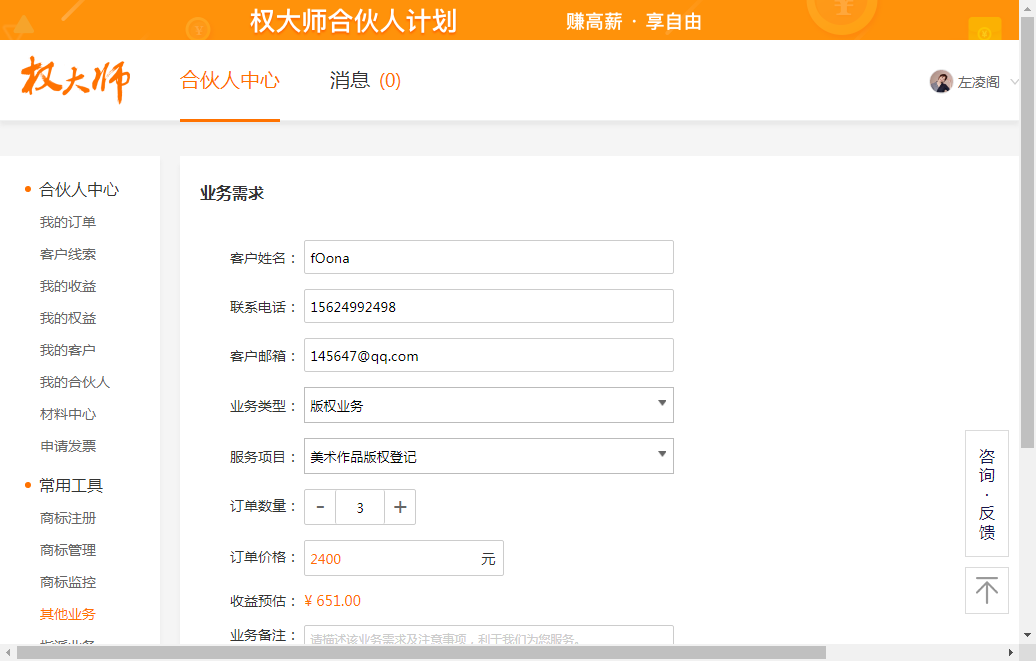 权大师合伙人计划 赚高薪 · 享自由
权大师 合伙人中心 消息 (0) 左凌阁
合伙人中心
我的订单
客户线索
我的收益
我的权益
我的客户
我的合伙人
材料中心
申请发票
常用工具
商标注册
商标管理
商标监控
其他业务
指派业务
业务需求
客户姓名： fOona
联系电话： 15624992498
客户邮箱： 145647@qq.com
业务类型： 版权业务
服务项目： 美术作品版权登记
订单数量： - 3 +
订单价格： 2400 元
收益预估： ¥ 651.00
业务备注： 请描述该业务需求及注意事项，利于我们为您服务。
咨
询
·
反
馈